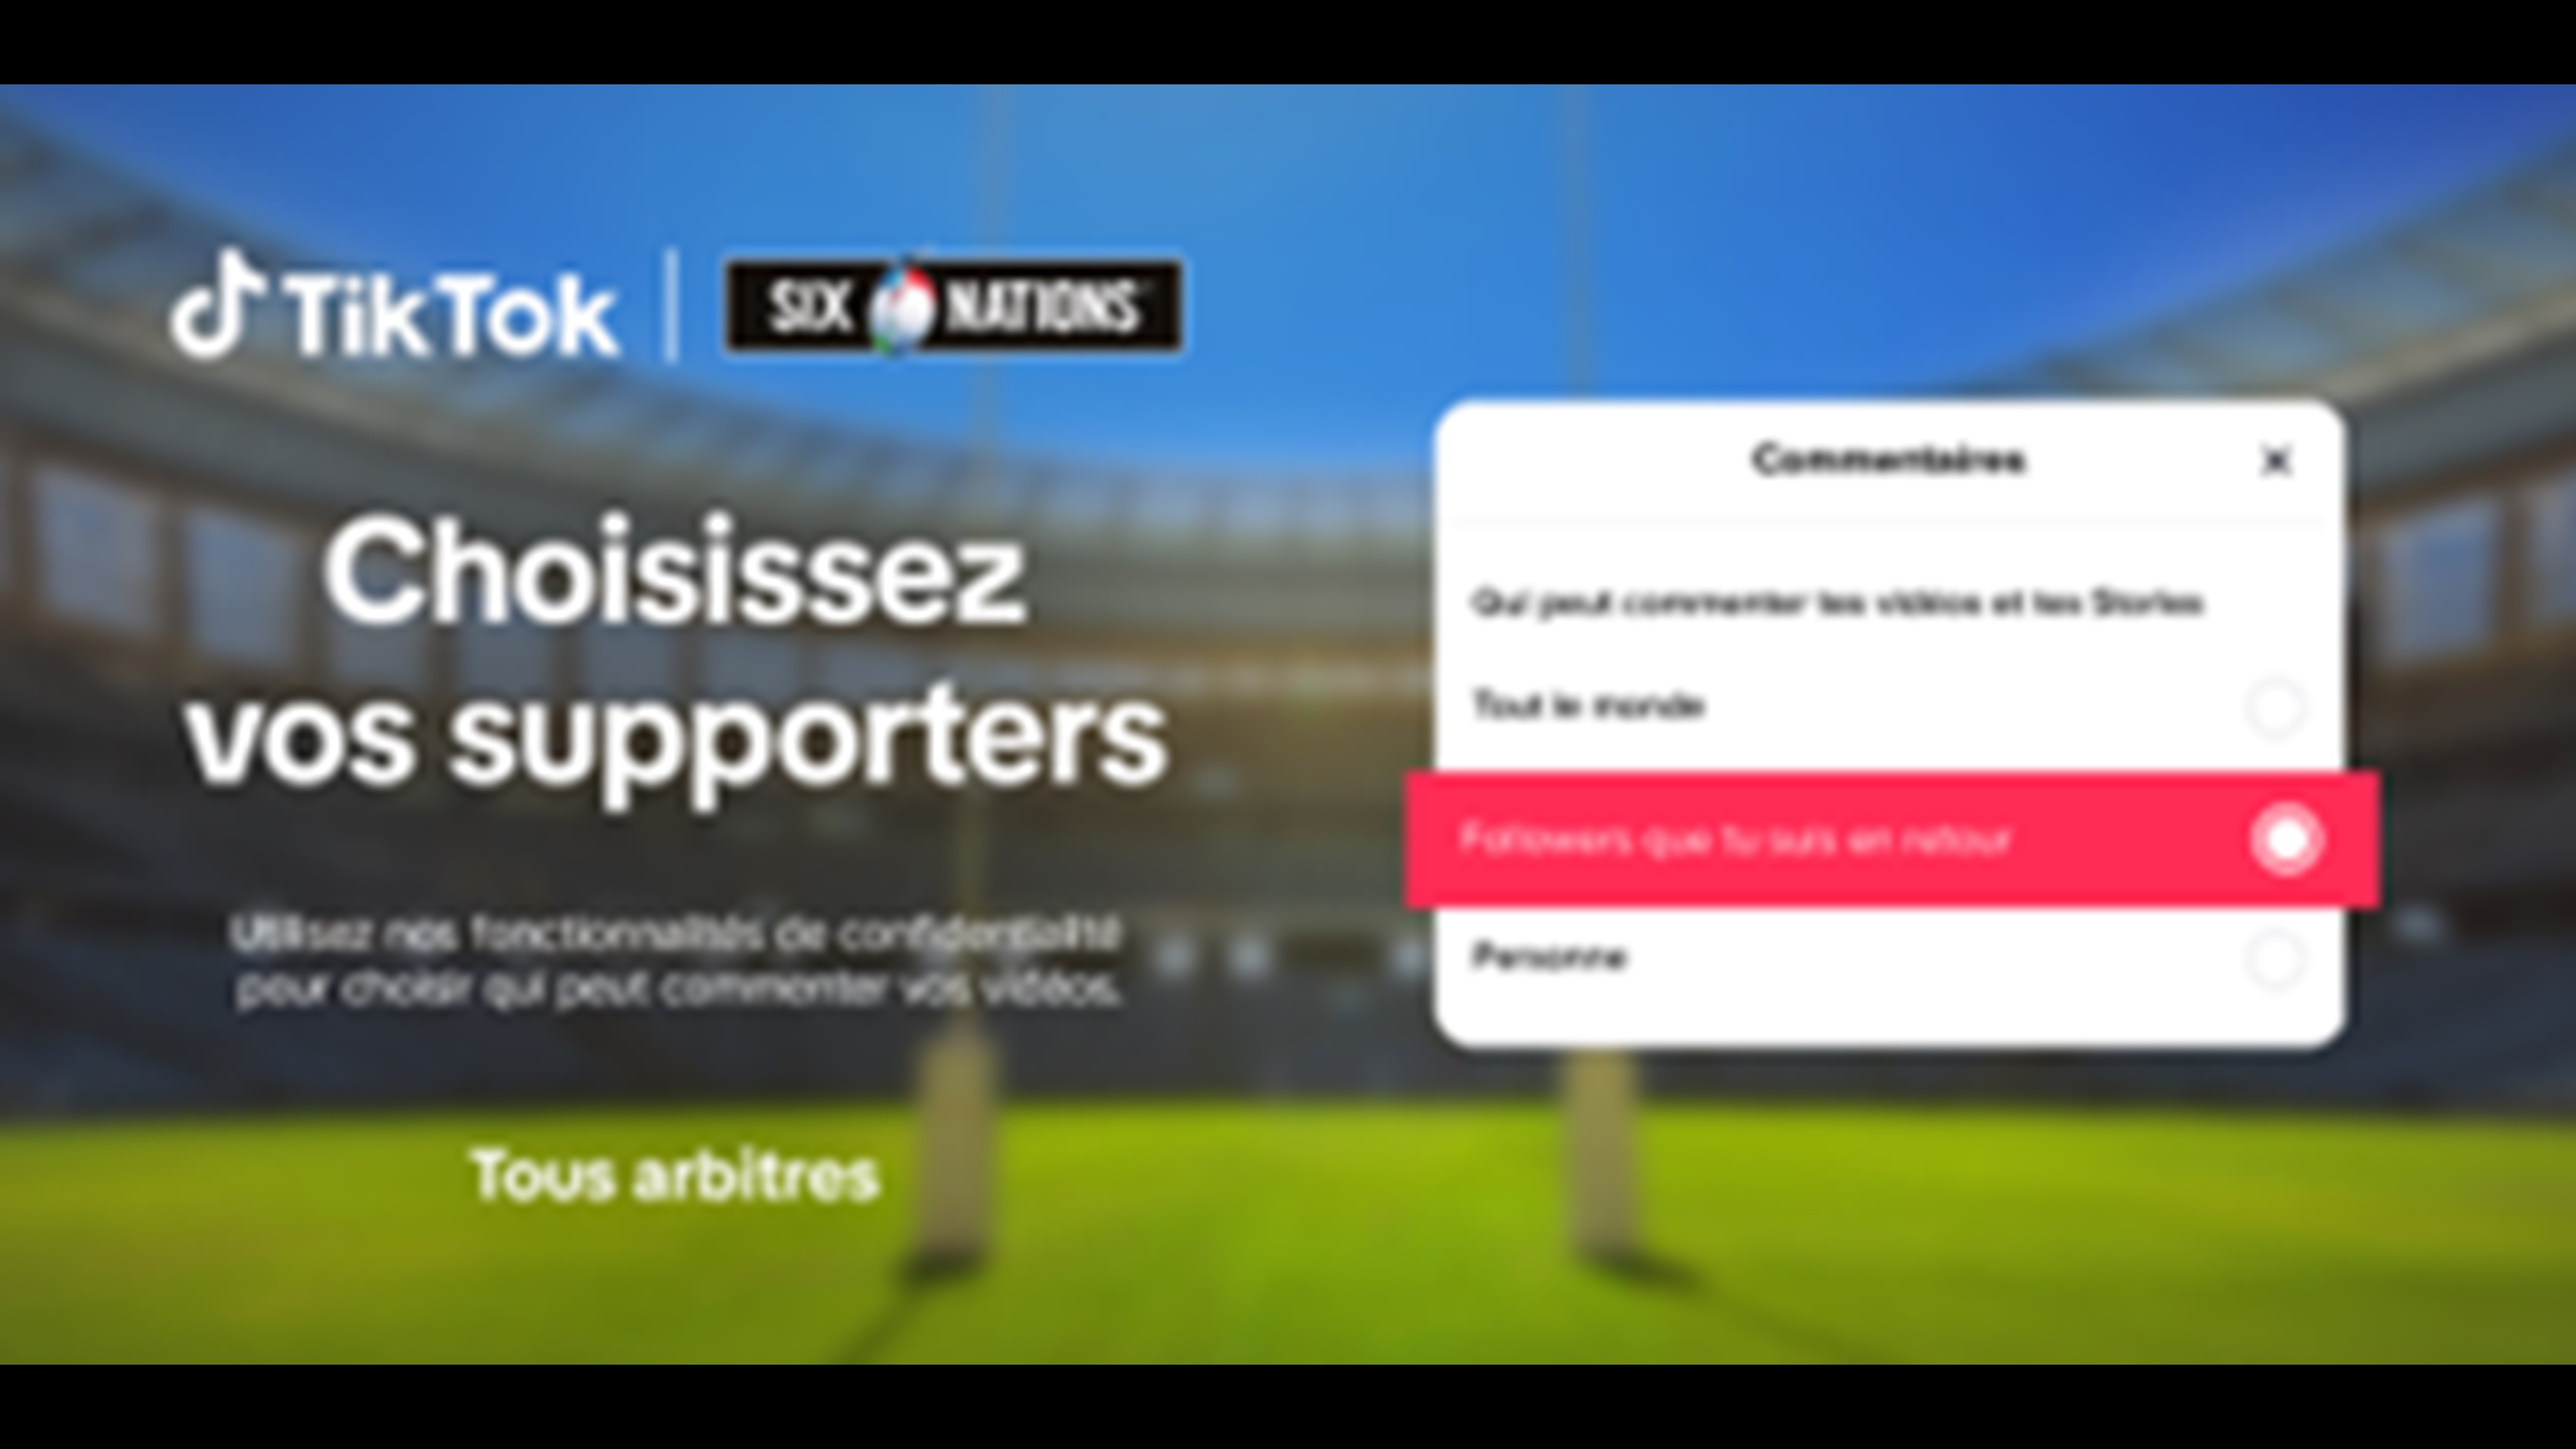 TikTok | SIX NATIONS
Choisissez
vos supporters
Utilisez nos fonctionnalités de confidentialité
pour choisir qui peut commenter vos vidéos.
Tous arbitres
Commentaires ×
Qui peut commenter tes vidéos et tes Stories
Tout le monde
Followers que tu suis en retour
Personne